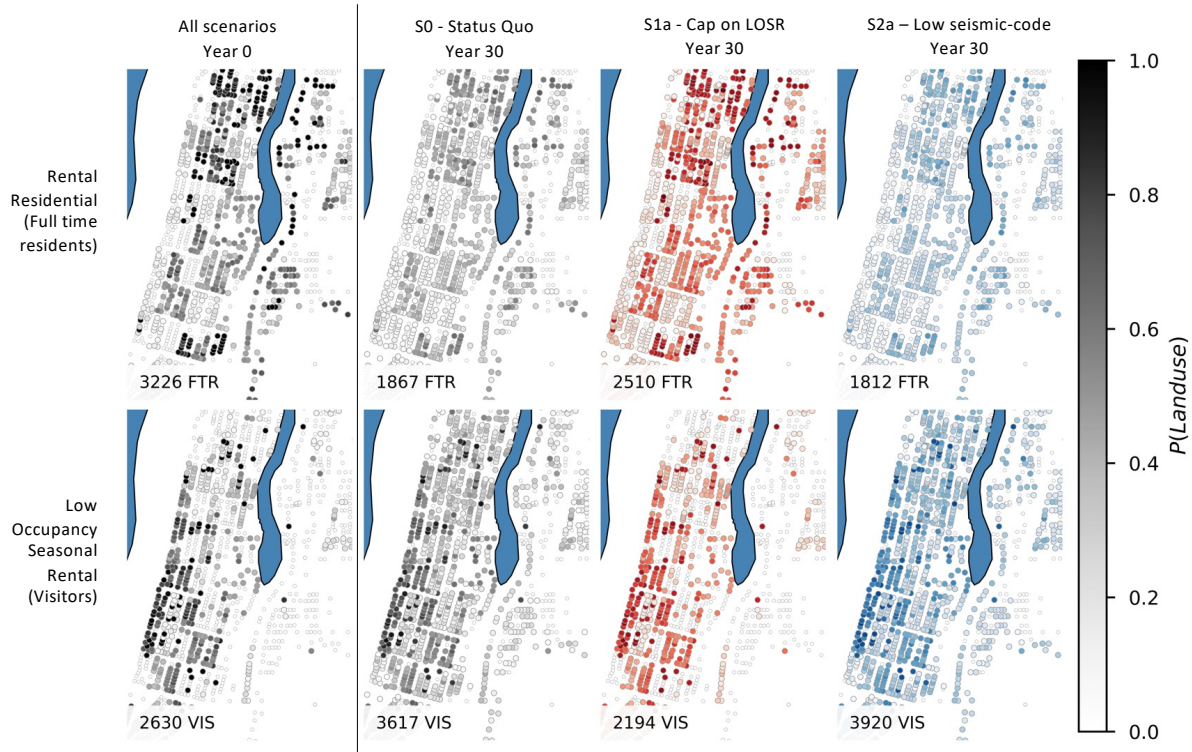 All scenarios
Year 0
S0 - Status Quo
Year 30
S1a - Cap on LOSR
Year 30
S2a – Low seismic-code
Year 30
Rental
Residential
(Full time
residents)
3226 FTR
1867 FTR
2510 FTR
1812 FTR
Low
Occupancy
Seasonal
Rental
(Visitors)
2630 VIS
3617 VIS
2194 VIS
3920 VIS
1.0
0.8
0.6
0.4
0.2
0.0
P(Landuse)